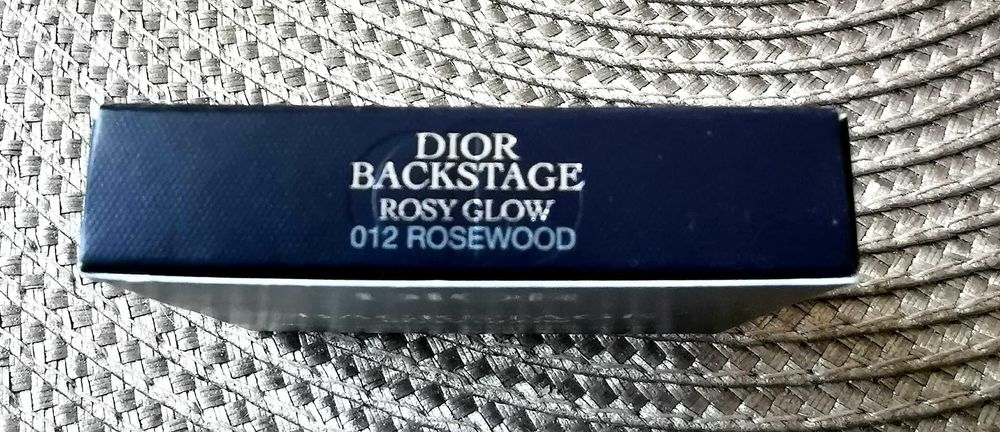 DIOR
BACKSTAGE
ROSY GLOW
012 ROSEWOOD